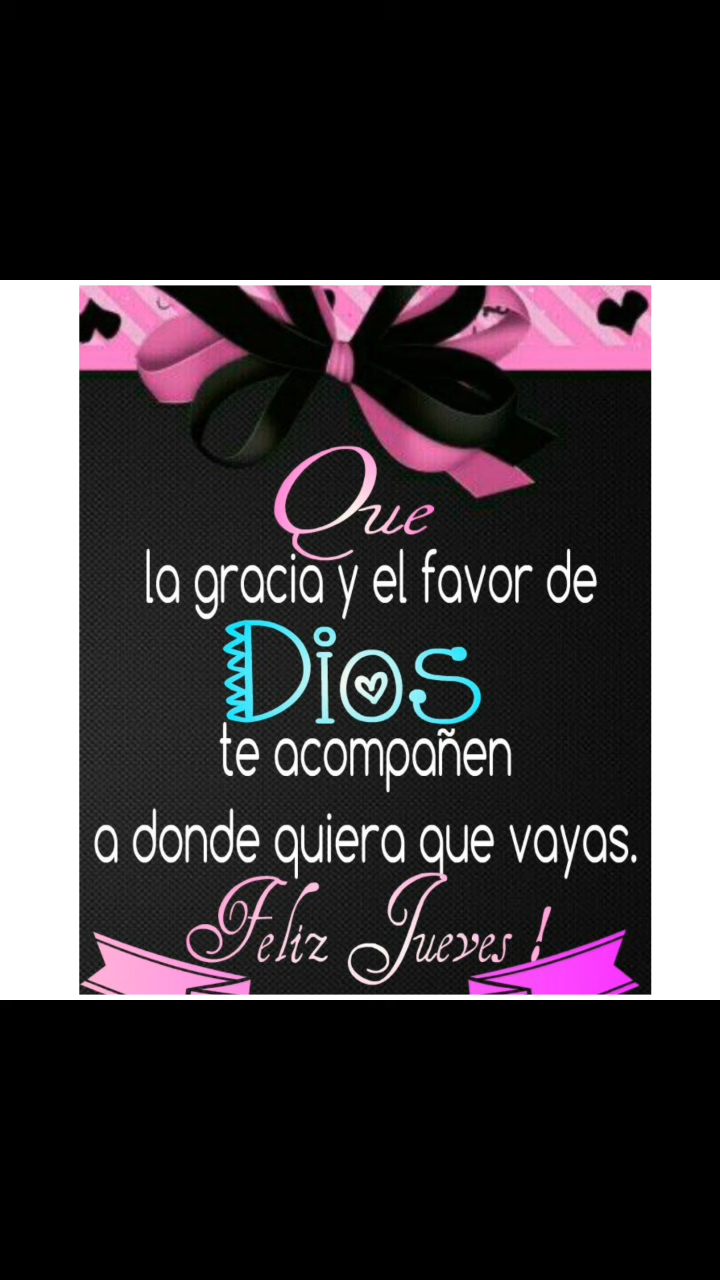 Que
la gracia y el favor de
Dios
te acompañen
a donde quiera que vayas.
Feliz Jueves !